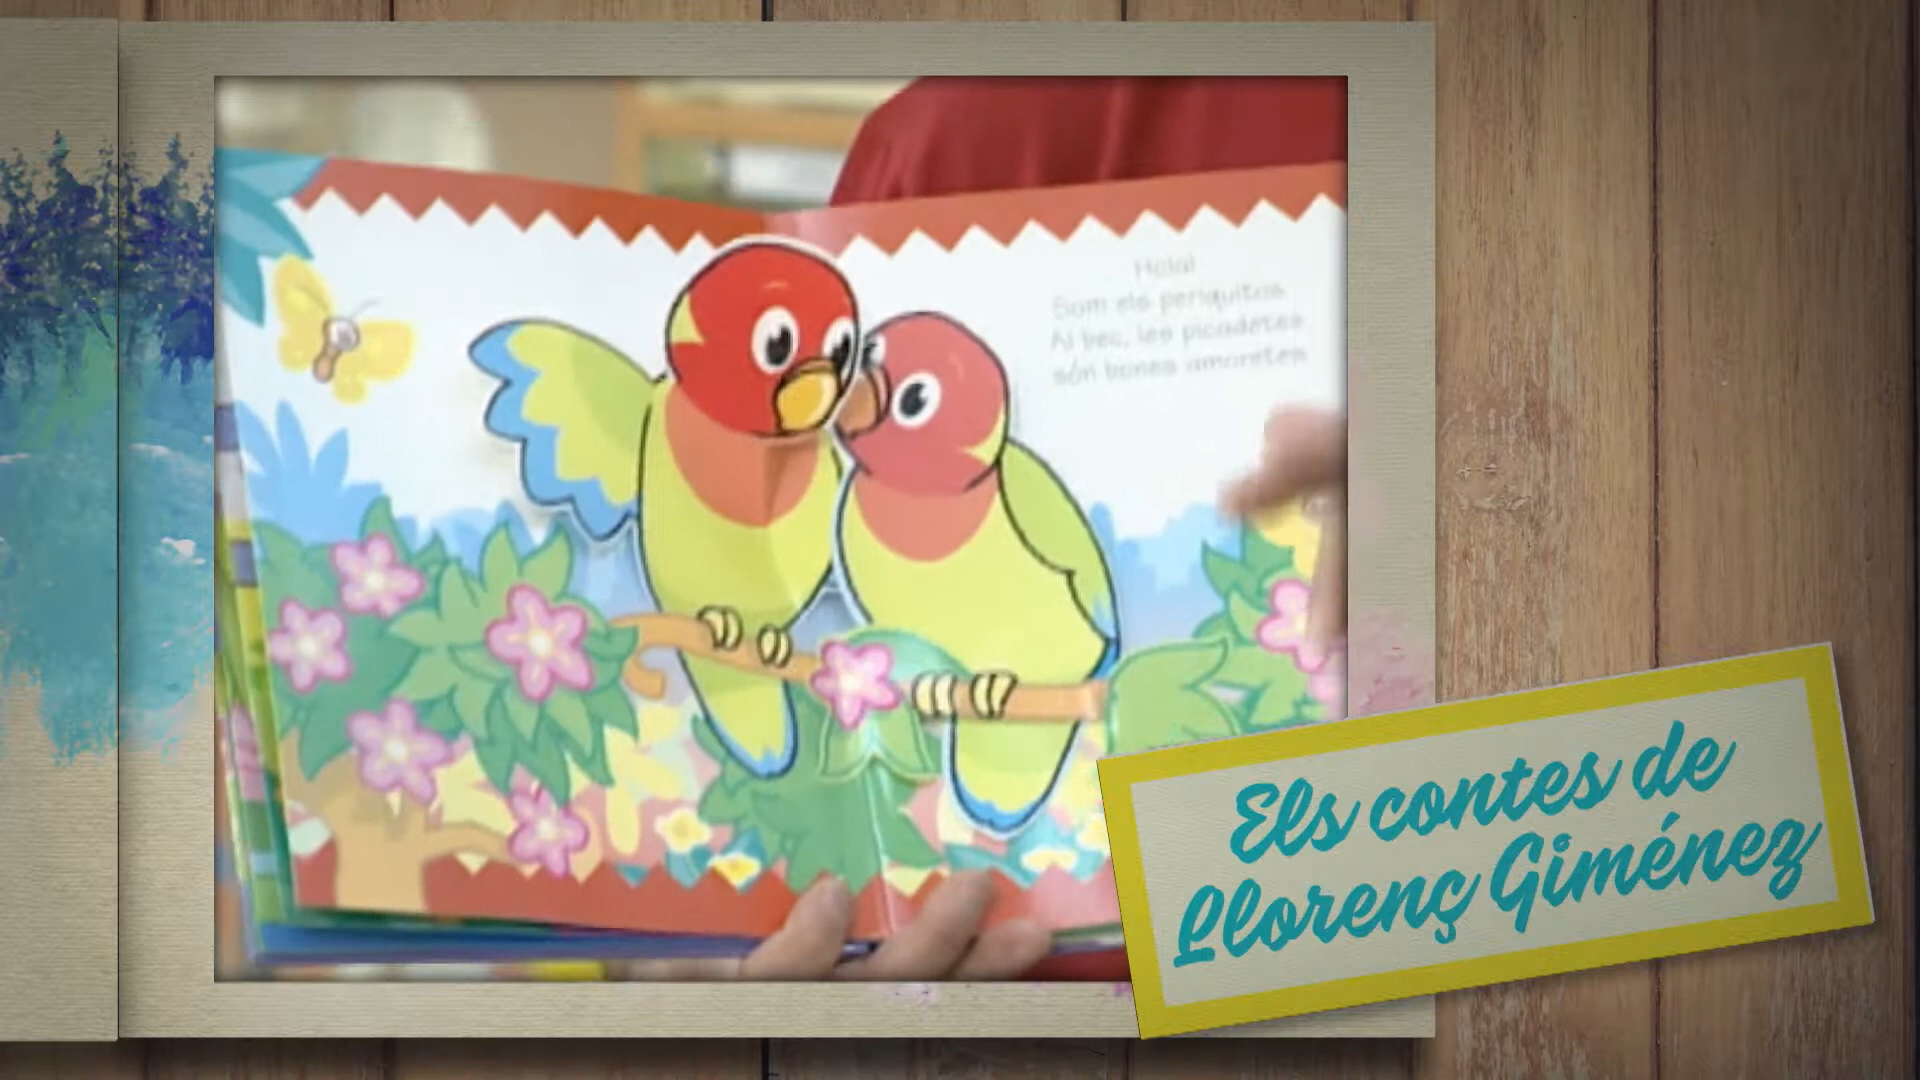 Hola!
Som els periquitos
Al bec, les picadetes
són bones amoretes
Els contes de
Llorenç Giménez